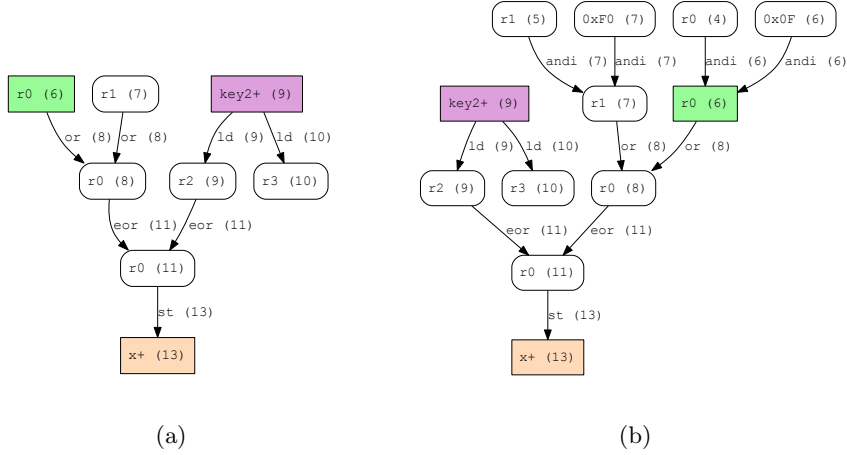 r1 (5) 0xF0 (7) r0 (4) 0x0F (6)
andi (7) andi (7) andi (6) andi (6)
r0 (6) r1 (7) key2+ (9)
key2+ (9) r1 (7) r0 (6)
or (8) or (8) ld (9) ld (10)
ld (9) ld (10) or (8) or (8)
r0 (8) r2 (9) r3 (10)
r2 (9) r3 (10) r0 (8)
eor (11) eor (11)
eor (11) eor (11)
r0 (11)
r0 (11)
st (13)
st (13)
x+ (13)
x+ (13)
(a) (b)